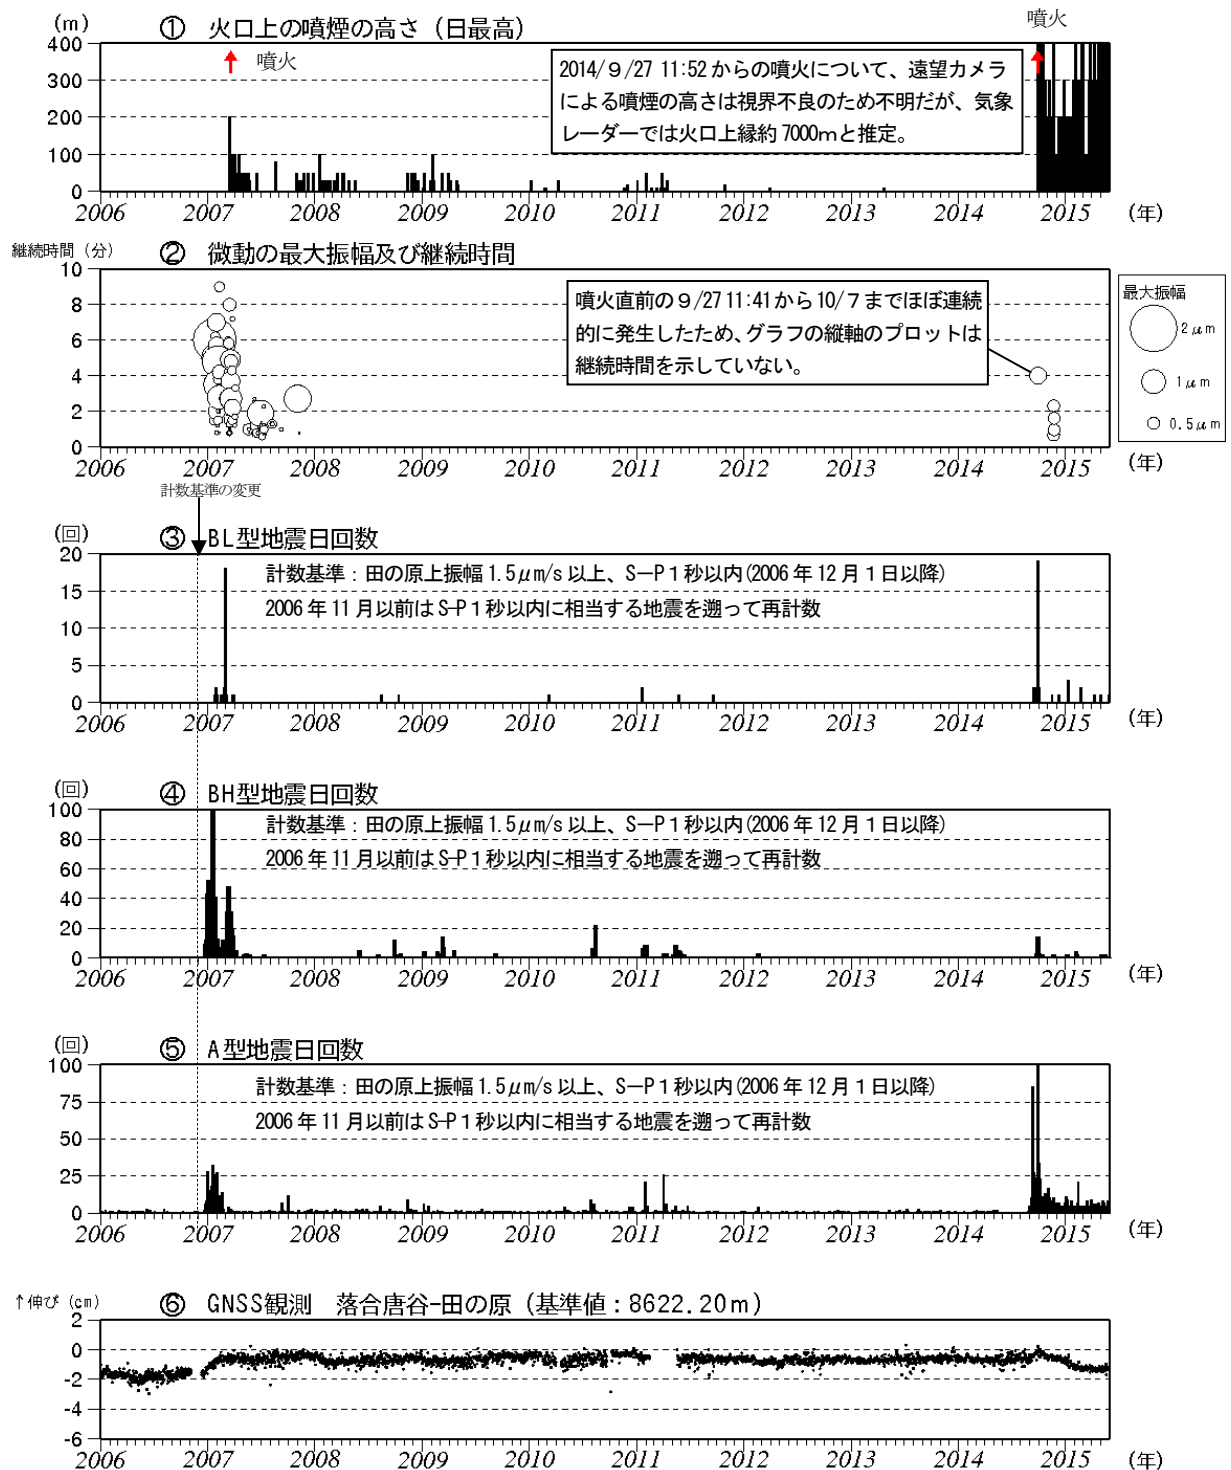 (m) ① 火口上の噴煙の高さ（日最高） 噴火
400
300
200
100
0
噴火
2014/９/27 11:52からの噴火について、遠望カメラ
による噴煙の高さは視界不良のため不明だが、気象
レーダーでは火口上縁約7000ｍと推定。
2006 2007 2008 2009 2010 2011 2012 2013 2014 2015 (年)
継続時間（分） ② 微動の最大振幅及び継続時間
10
8
6
4
2
0
噴火直前の９/27 11:41から10/７までほぼ連続
的に発生したため、グラフの縦軸のプロットは
継続時間を示していない。
最大振幅
2μm
1μm
0.5μm
2006 2007 2008 2009 2010 2011 2012 2013 2014 2015 (年)
計数基準の変更
(回) ③ BL型地震日回数
20
15
10
5
0
計数基準：田の原上振幅1.5μm/s以上、S－P１秒以内(2006年12月１日以降)
2006年11月以前はS-P１秒以内に相当する地震を遡って再計数
2006 2007 2008 2009 2010 2011 2012 2013 2014 2015 (年)
(回) ④ BH型地震日回数
100
80
60
40
20
0
計数基準：田の原上振幅1.5μm/s以上、S－P１秒以内(2006年12月１日以降)
2006年11月以前はS-P１秒以内に相当する地震を遡って再計数
2006 2007 2008 2009 2010 2011 2012 2013 2014 2015 (年)
(回) ⑤ A型地震日回数
100
75
50
25
0
計数基準：田の原上振幅1.5μm/s以上、S－P１秒以内(2006年12月１日以降)
2006年11月以前はS-P１秒以内に相当する地震を遡って再計数
2006 2007 2008 2009 2010 2011 2012 2013 2014 2015 (年)
↑伸び（cm） ⑥ GNSS観測 落合唐谷-田の原（基準値：8622.20m）
2
0
-2
-4
-6
2006 2007 2008 2009 2010 2011 2012 2013 2014 2015 (年)